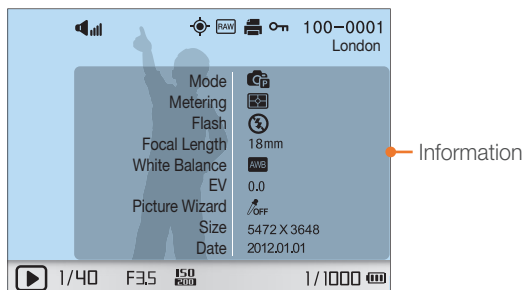 RAW 100-0001
London
Mode P
Metering
Flash
Focal Length 18mm
White Balance AWB
EV 0.0
Picture Wizard OFF
Size 5472 X 3648
Date 2012.01.01
Information
1/40 F3.5 ISO 200 1/1000